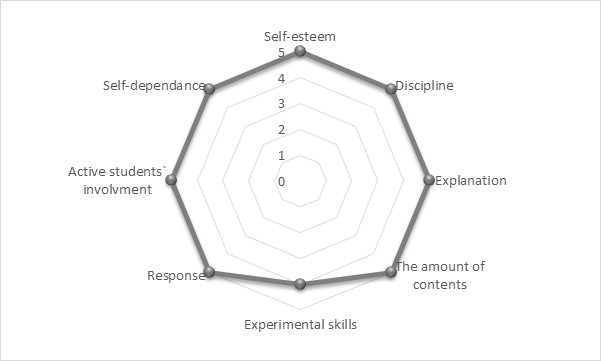 Self-esteem
5
Self-dependance
Discipline
4
3
2
1
Active students`
involvment
0
Explanation
Response
The amount of
contents
Experimental skills